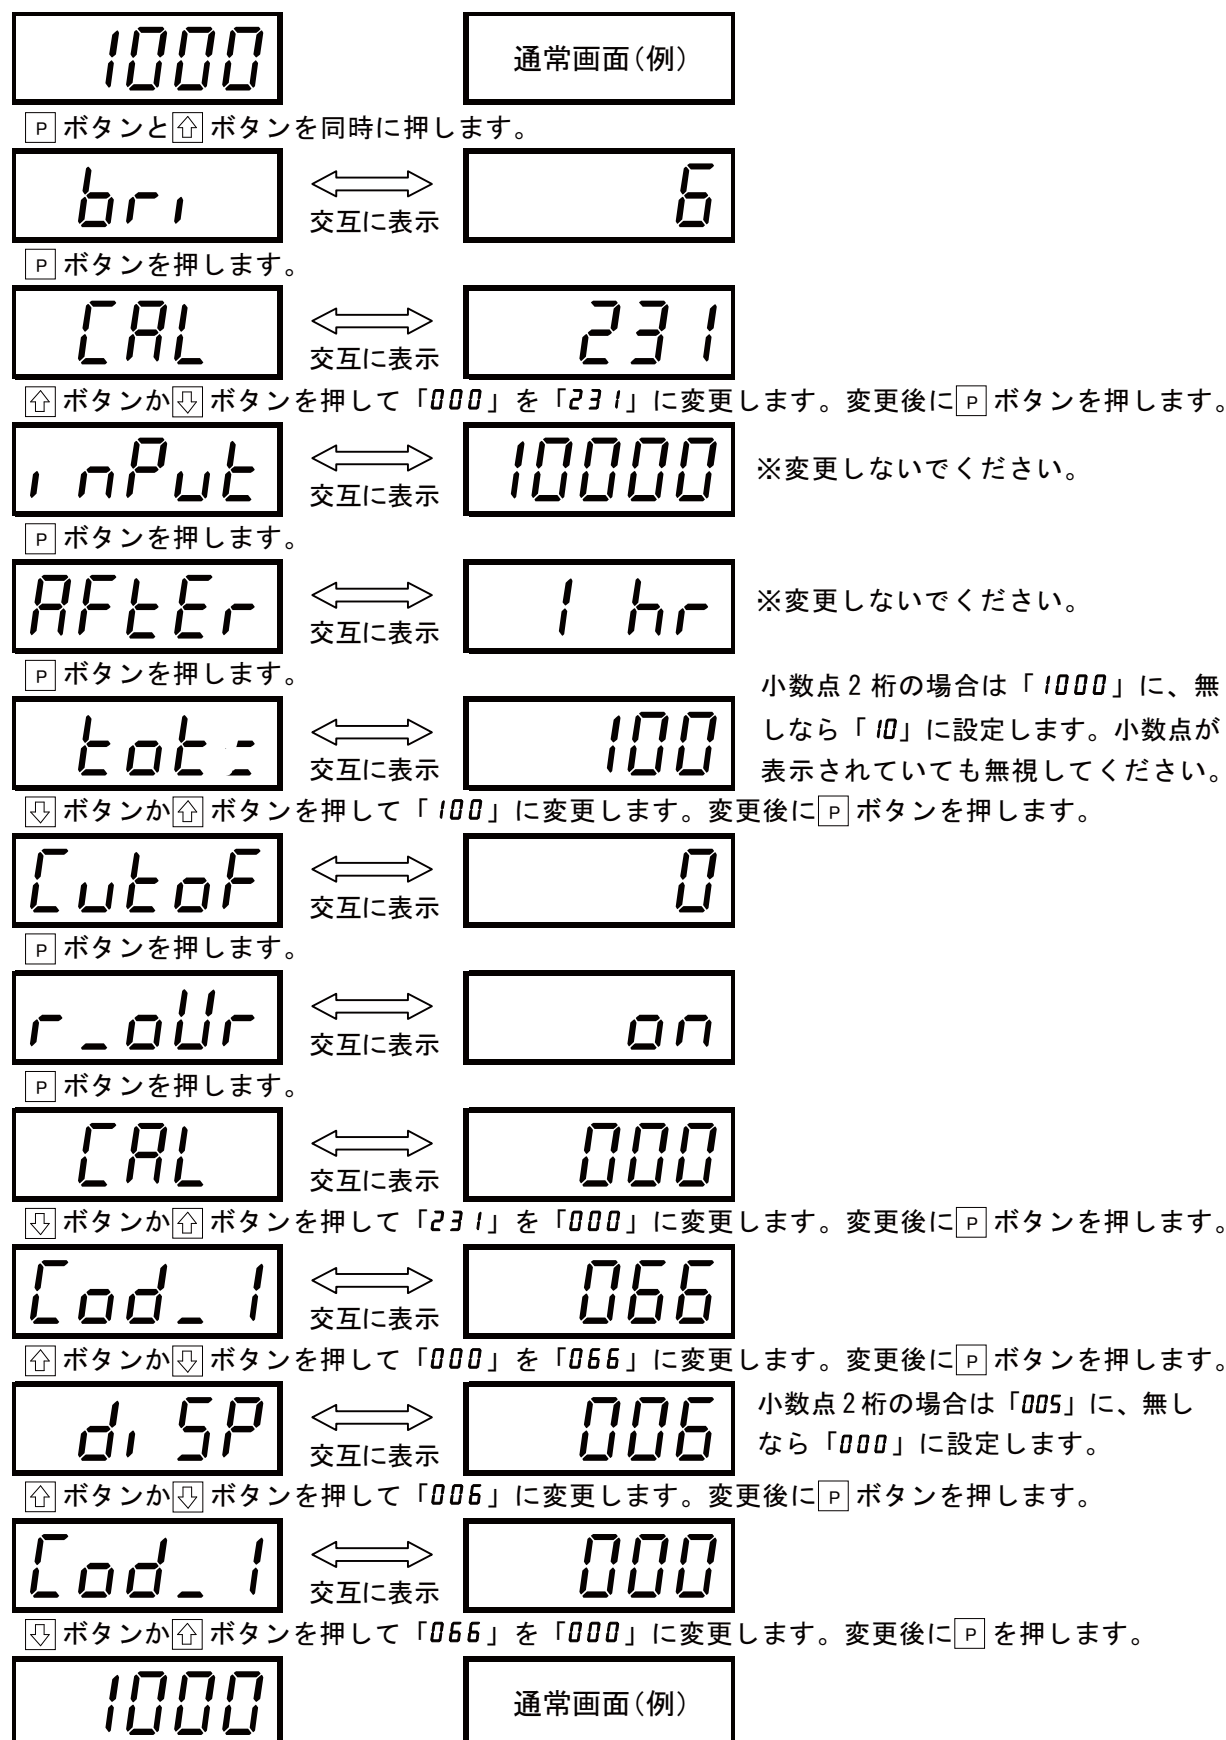 1000 通常画面(例)
P ボタンと⇧ ボタンを同時に押します。
bri 交互に表示 6
P ボタンを押します。
CAL 交互に表示 231
⇧ ボタンか⇩ ボタンを押して「000」を「231」に変更します。変更後に P ボタンを押します。
inPut 交互に表示 10000 ※変更しないでください。
P ボタンを押します。
AFtEr 交互に表示 1 hr ※変更しないでください。
P ボタンを押します。
小数点2桁の場合は「1000」に、無
しなら「10」に設定します。小数点が
表示されていても無視してください。
tot= 交互に表示 100
⇩ ボタンか⇧ ボタンを押して「100」に変更します。変更後に P ボタンを押します。
CutoF 交互に表示 0
P ボタンを押します。
r_oUr 交互に表示 on
P ボタンを押します。
CAL 交互に表示 000
⇩ ボタンか⇧ ボタンを押して「231」を「000」に変更します。変更後に P ボタンを押します。
Cod_1 交互に表示 066
⇧ ボタンか⇩ ボタンを押して「000」を「066」に変更します。変更後に P ボタンを押します。
diSP 交互に表示 006
小数点2桁の場合は「005」に、無し
なら「000」に設定します。
⇧ ボタンか⇩ ボタンを押して「006」に変更します。変更後に P ボタンを押します。
Cod_1 交互に表示 000
⇩ ボタンか⇧ ボタンを押して「066」を「000」に変更します。変更後に P を押します。
1000 通常画面(例)